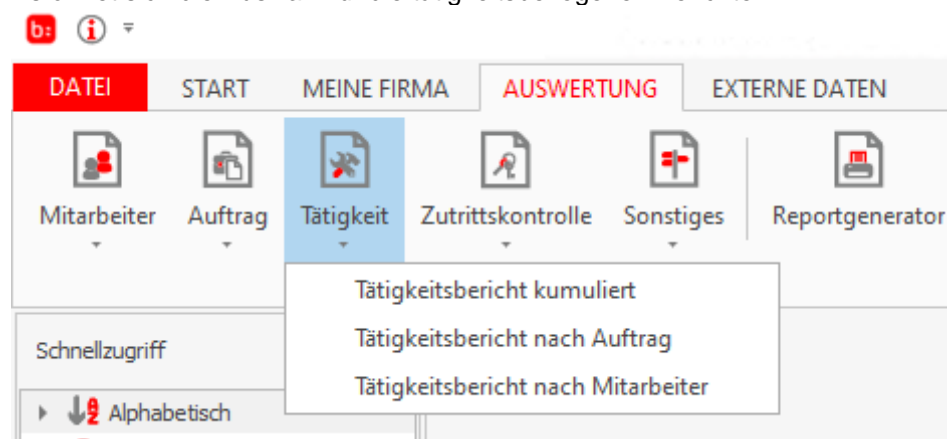 b:
DATEI START MEINE FIRMA AUSWERTUNG EXTERNE DATEN
Mitarbeiter Auftrag Tätigkeit Zutrittskontrolle Sonstiges Reportgenerator
Tätigkeitsbericht kumuliert
Tätigkeitsbericht nach Auftrag
Tätigkeitsbericht nach Mitarbeiter
Schnellzugriff
Alphabetisch